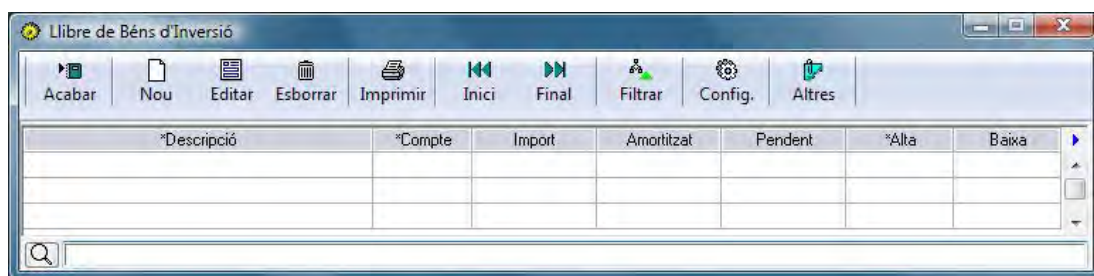 Llibre de Béns d'Inversió
Acabar Nou Editar Esborrar Imprimir Inici Final Filtrar Config. Altres
*Descripció *Compte Import Amortitzat Pendent *Alta Baixa